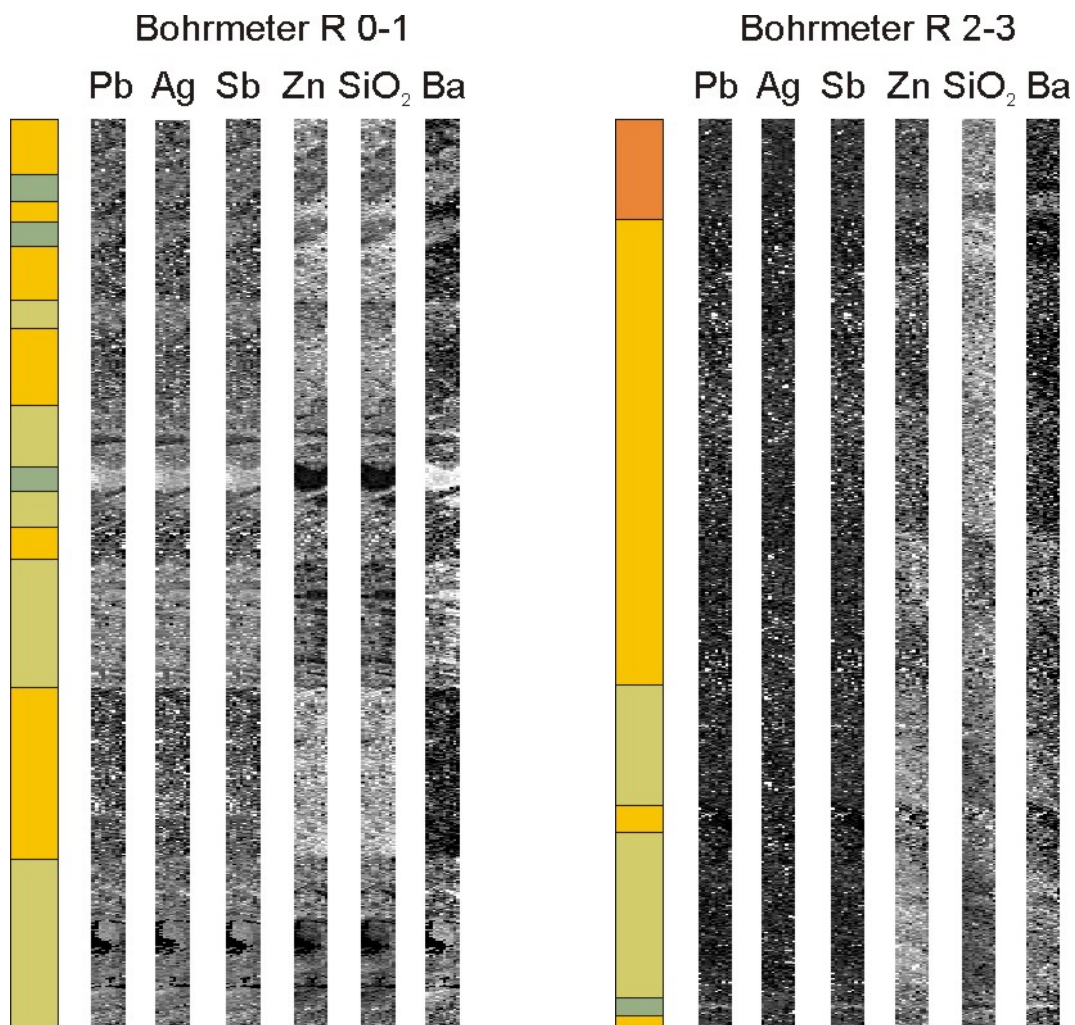 Bohrmeter R 0-1
Pb Ag Sb Zn SiO₂ Ba
Bohrmeter R 2-3
Pb Ag Sb Zn SiO₂ Ba